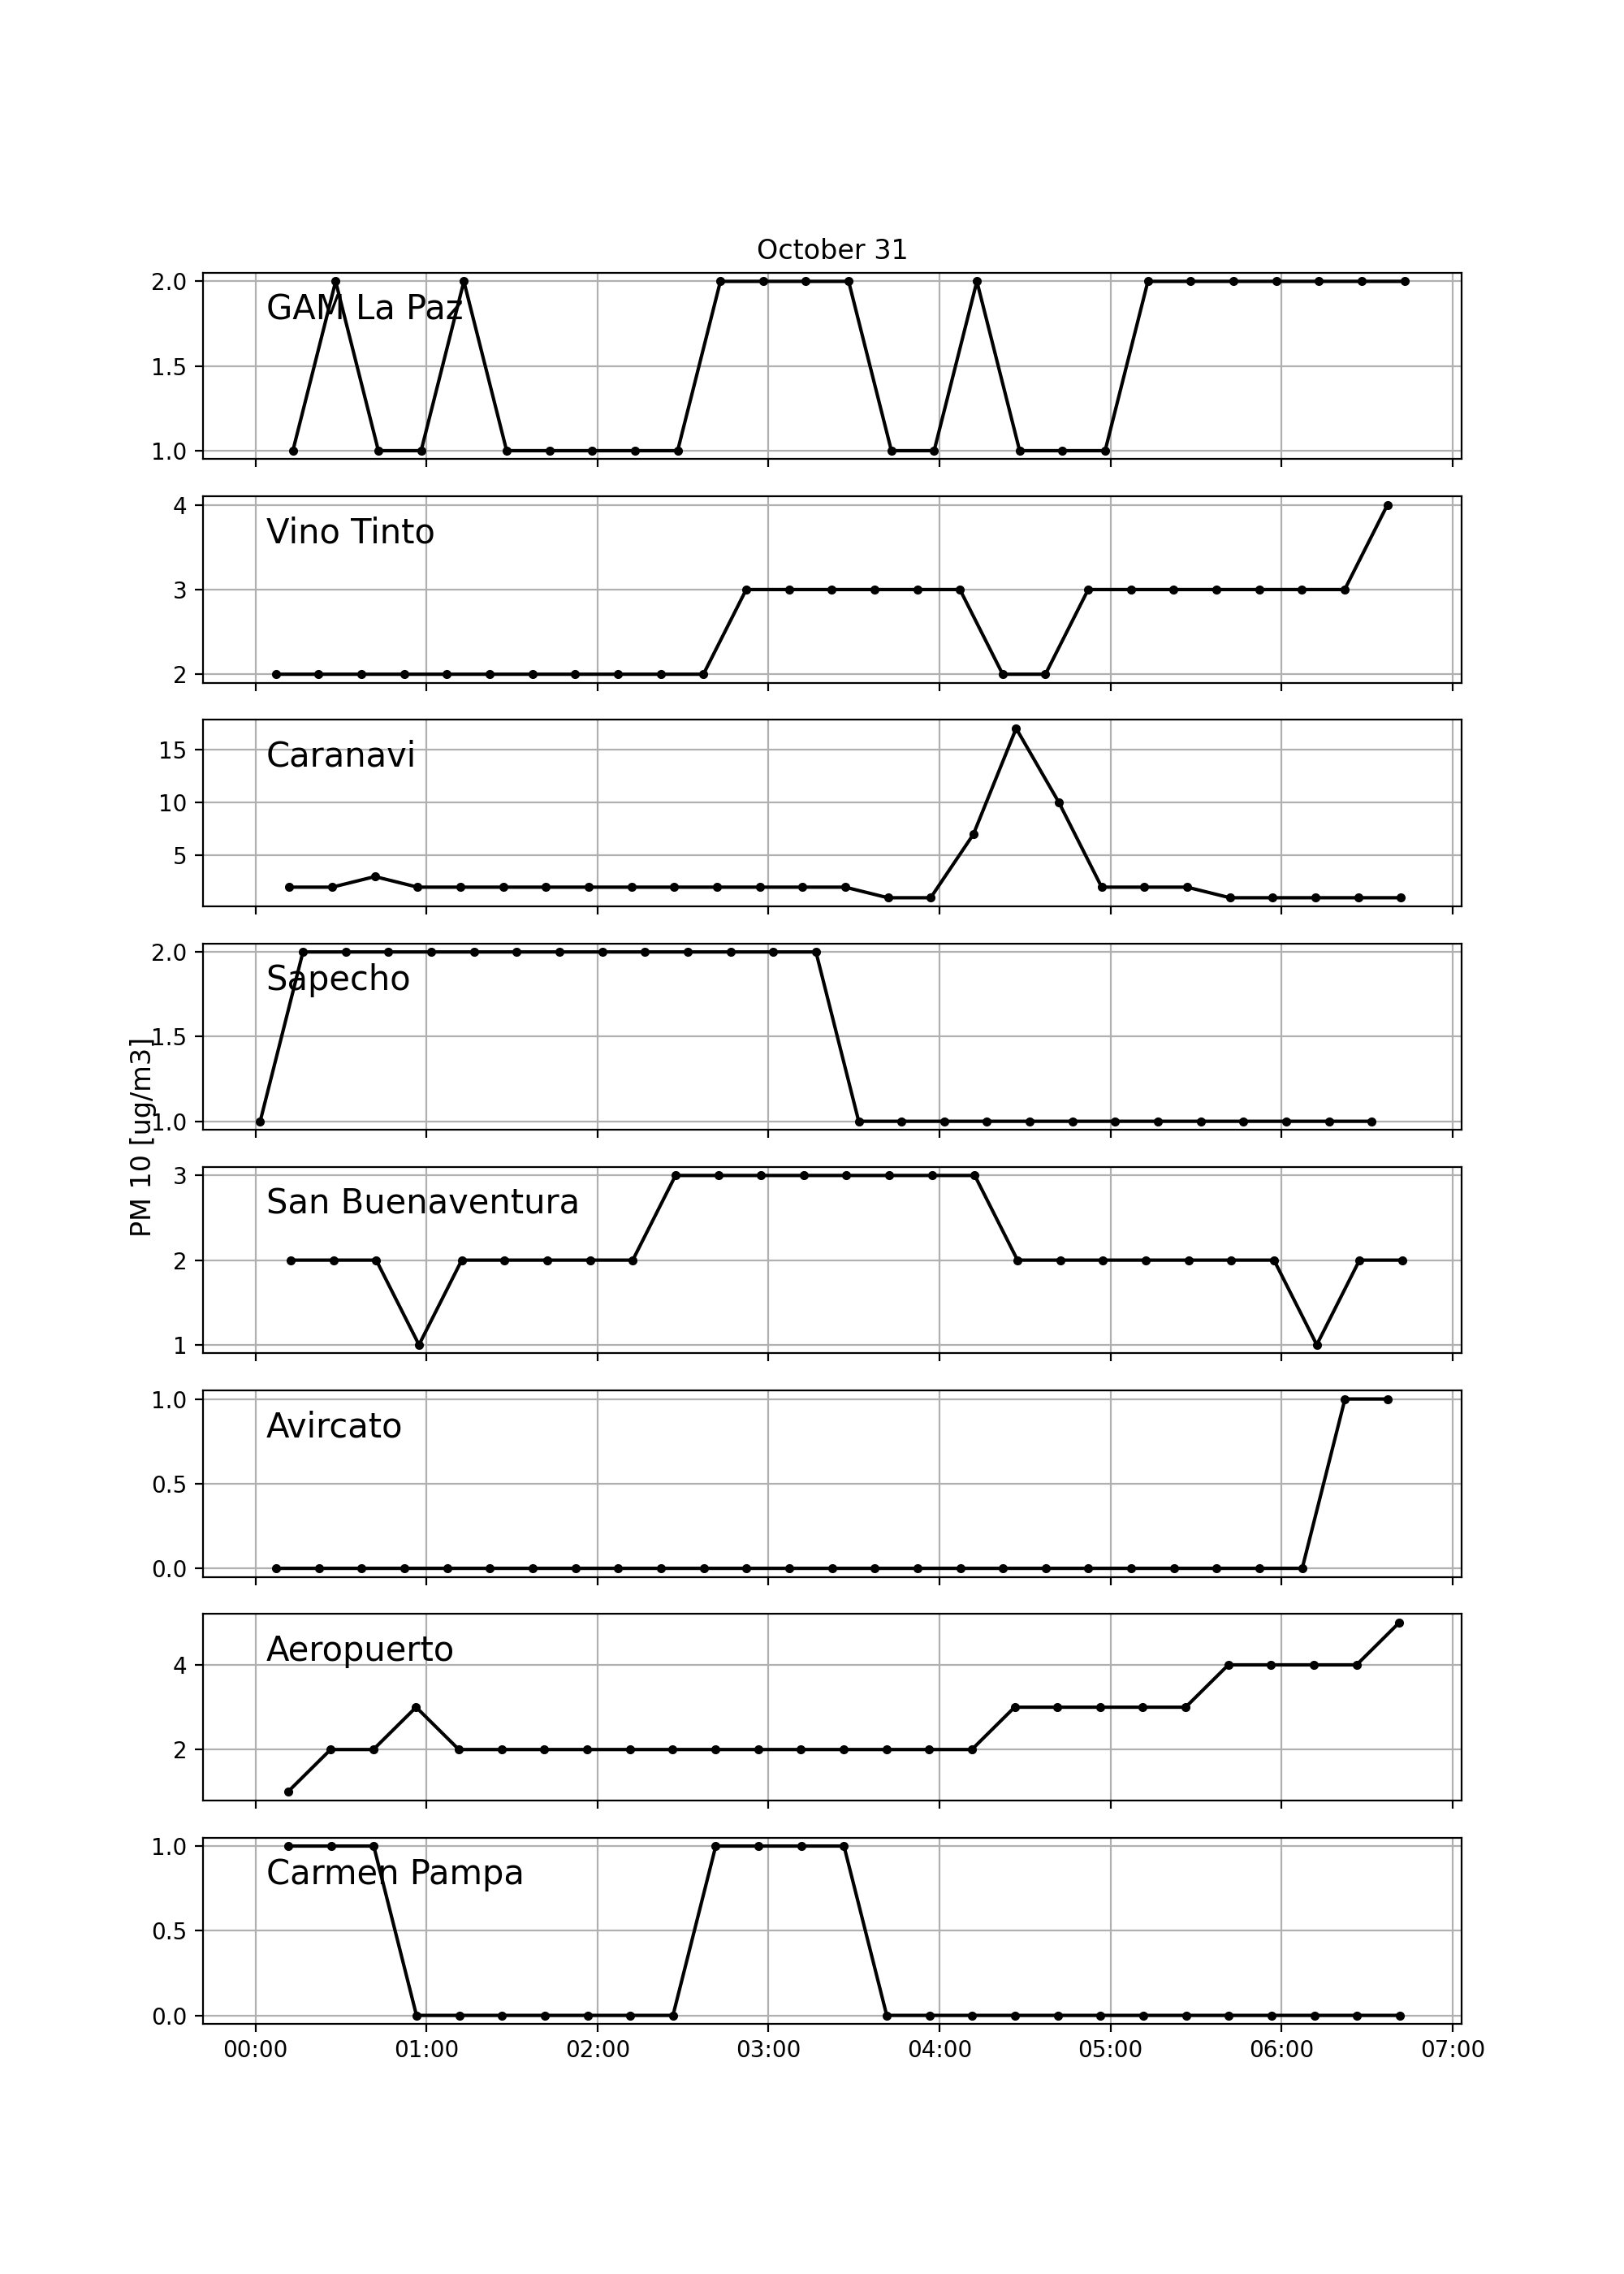 October 31
2.0
GAM La Paz
1.5
1.0
4
Vino Tinto
3
2
15
Caranavi
10
5
2.0
Sapecho
1.5
1.0
PM 10 [ug/m3]
3
San Buenaventura
2
1
1.0
Avircato
0.5
0.0
Aeropuerto
4
2
1.0
Carmen Pampa
0.5
0.0
00:00 01:00 02:00 03:00 04:00 05:00 06:00 07:00